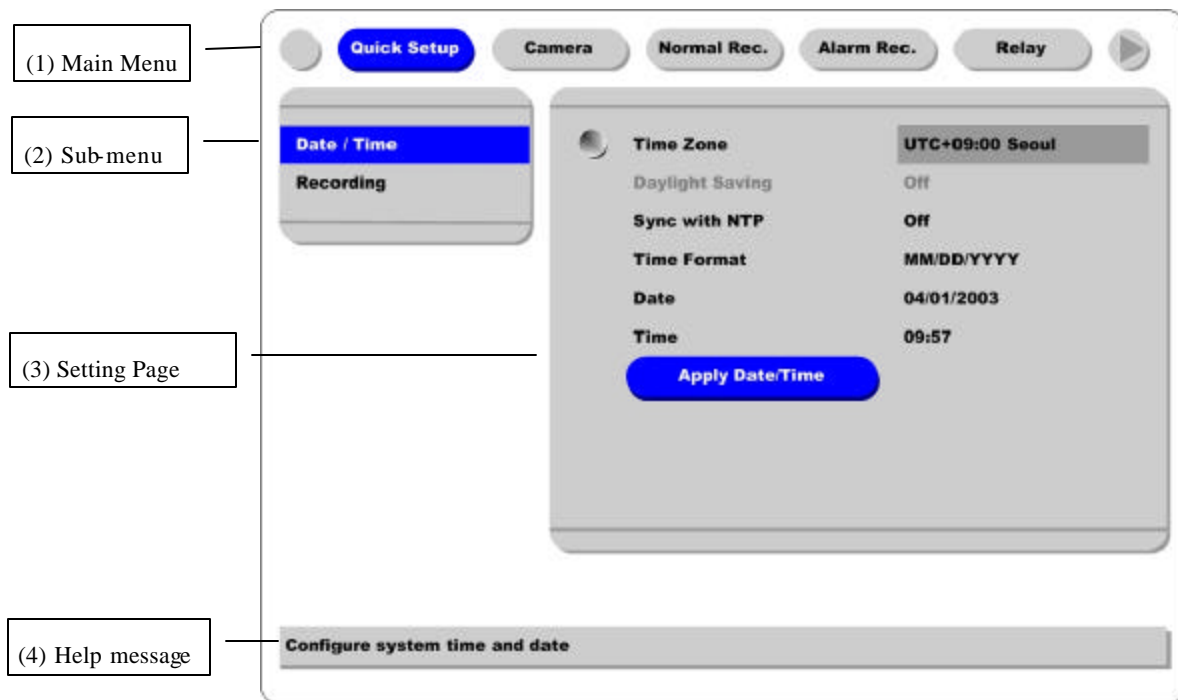 (1) Main Menu
Quick Setup
Camera
Normal Rec.
Alarm Rec.
Relay
(2) Sub-menu
Date / Time
Recording
Time Zone UTC+09:00 Seoul
Daylight Saving Off
Sync with NTP Off
Time Format MM/DD/YYYY
Date 04/01/2003
Time 09:57
Apply Date/Time
(3) Setting Page
(4) Help message
Configure system time and date